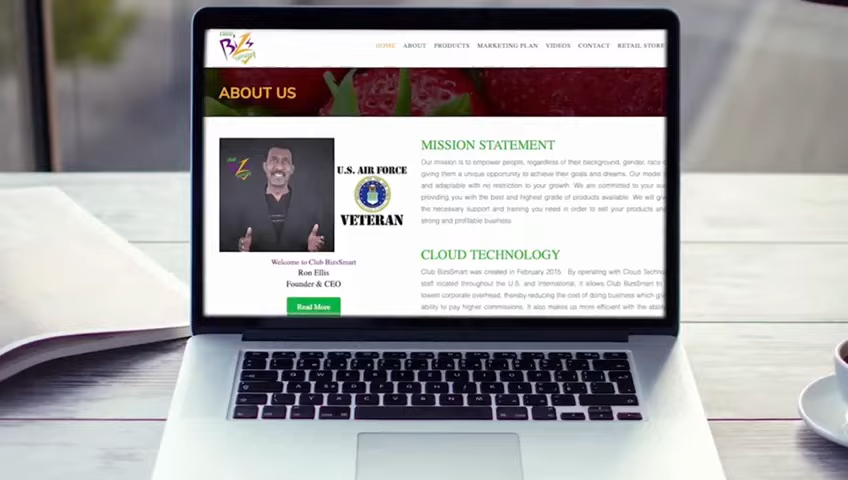 BiZs
HOME ABOUT PRODUCTS MARKETING PLAN VIDEOS CONTACT RETAIL STORE
ABOUT US
U.S. AIR FORCE
VETERAN
Welcome to Club BizsSmart
Ron Ellis
Founder & CEO
Read More
MISSION STATEMENT
Our mission is to empower people, regardless of their background, gender, race
giving them a unique opportunity to achieve their goals and dreams. Our model
and adaptable with no restriction to your growth. We are committed to your
providing you with the best and highest grade of products available. We will
the necessary support and training you need in order to sell your products
strong and profitable business.
CLOUD TECHNOLOGY
Club BizsSmart was created in February 2015. By operating with Cloud
staff located throughout the U.S. and International, it allows Club BizsSmart to
lowest corporate overhead, thereby reducing the cost of doing business which
ability to pay higher commissions. It also makes us more efficient with the